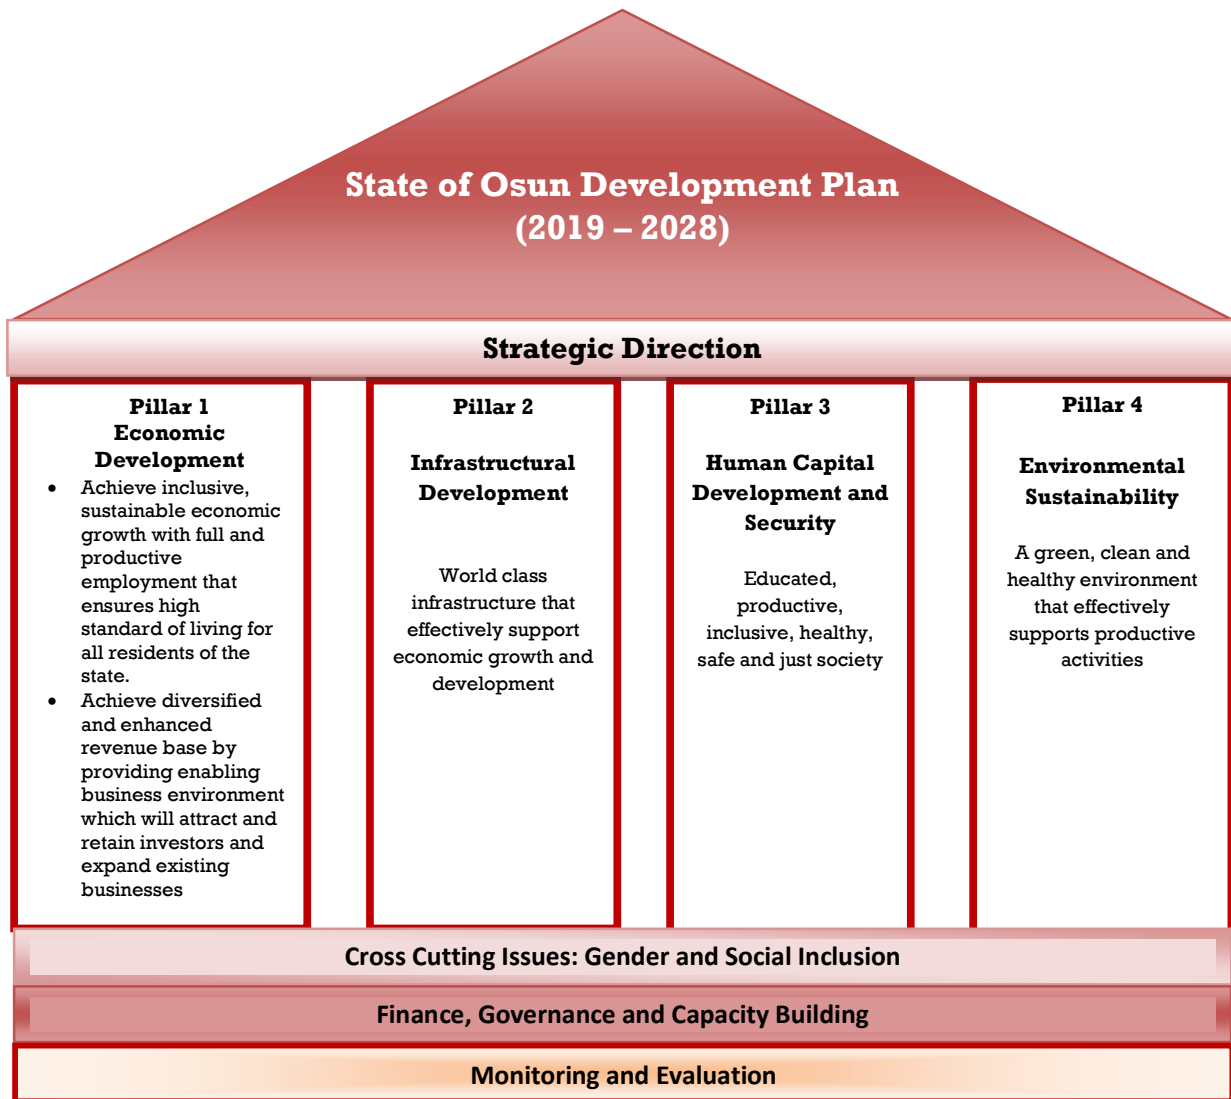 State of Osun Development Plan
(2019 – 2028)
Strategic Direction
Pillar 1
Economic
Development
• Achieve inclusive,
sustainable economic
growth with full and
productive
employment that
ensures high
standard of living for
all residents of the
state.
• Achieve diversified
and enhanced
revenue base by
providing enabling
business environment
which will attract and
retain investors and
expand existing
businesses
Pillar 2
Infrastructural
Development
World class
infrastructure that
effectively support
economic growth and
development
Pillar 3
Human Capital
Development and
Security
Educated,
productive,
inclusive, healthy,
safe and just society
Pillar 4
Environmental
Sustainability
A green, clean and
healthy environment
that effectively
supports productive
activities
Cross Cutting Issues: Gender and Social Inclusion
Finance, Governance and Capacity Building
Monitoring and Evaluation